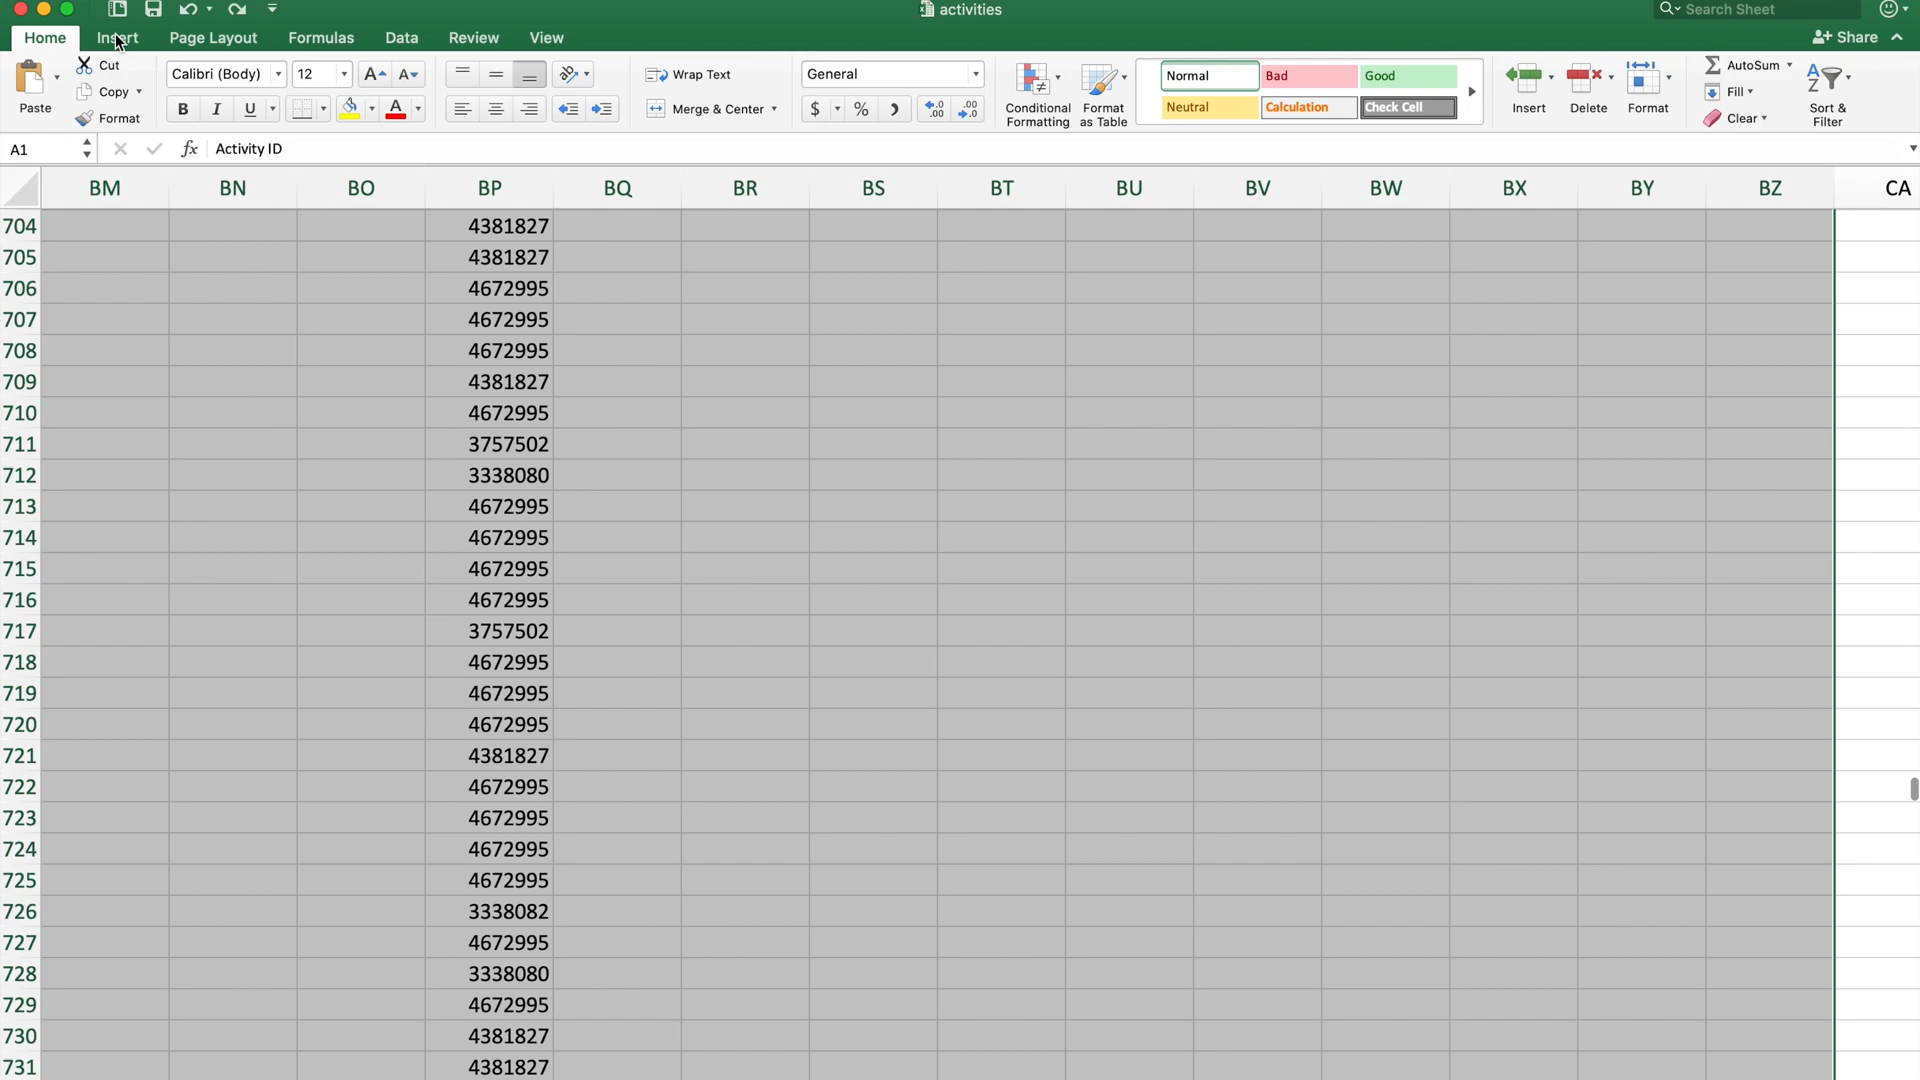 activities
Search Sheet
Home Insert Page Layout Formulas Data Review View
Share
Paste
Cut
Copy
Format
Calibri (Body) 12
A A
B I U A
ab
Wrap Text
Merge & Center
General
$ % )
.0 .00
.00 .0
Conditional Formatting
Format as Table
Normal Bad Good
Neutral Calculation Check Cell
Insert
Delete
Format
AutoSum
Fill
Clear
Sort & Filter
A1 fx Activity ID
BM BN BO BP BQ BR BS BT BU BV BW BX BY BZ CA
704 4381827
705 4381827
706 4672995
707 4672995
708 4672995
709 4381827
710 4672995
711 3757502
712 3338080
713 4672995
714 4672995
715 4672995
716 4672995
717 3757502
718 4672995
719 4672995
720 4672995
721 4381827
722 4672995
723 4672995
724 4672995
725 4672995
726 3338082
727 4672995
728 3338080
729 4672995
730 4381827
731 4381827